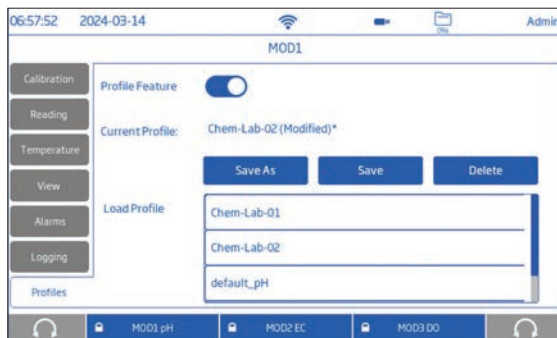 06:57:52 2024-03-14 0% Admin
MOD1
Calibration
Profile Feature
Reading
Current Profile: Chem-Lab-02 (Modified)*
Temperature
Save As Save Delete
View
Load Profile
Chem-Lab-01
Alarms
Chem-Lab-02
Logging
default_pH
Profiles
MOD1 pH MOD2 EC MOD3 DO